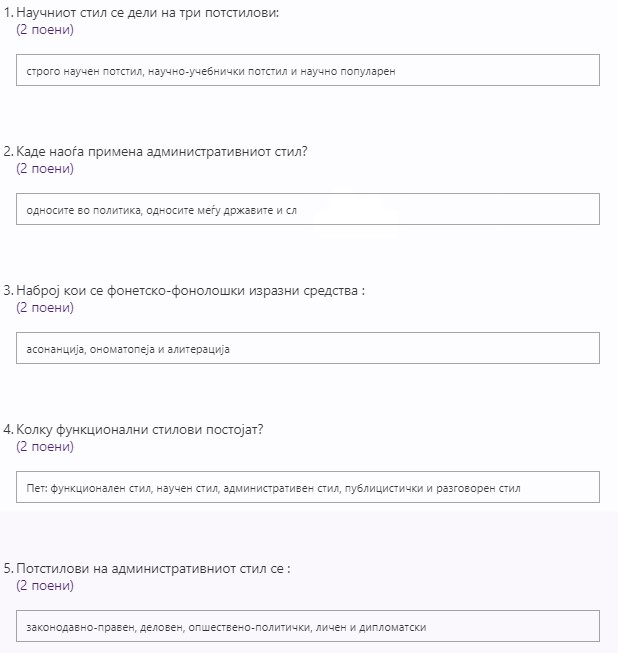 1. Научниот стил се дели на три потстилови:
(2 поени)
строго научен потстил, научно-учебнички потстил и научно популарен
2. Каде наоѓа примена административниот стил?
(2 поени)
односите во политика, односите меѓу државите и сл
3. Наброј кои се фонетско-фонолошки изразни средства :
(2 поени)
асонанција, ономатопеја и алитерација
4. Колку функционални стилови постојат?
(2 поени)
Пет: функционален стил, научен стил, административен стил, публицистички и разговорен стил
5. Потстилови на административниот стил се :
(2 поени)
законодавно-правен, деловен, опшествено-политички, личен и дипломатски